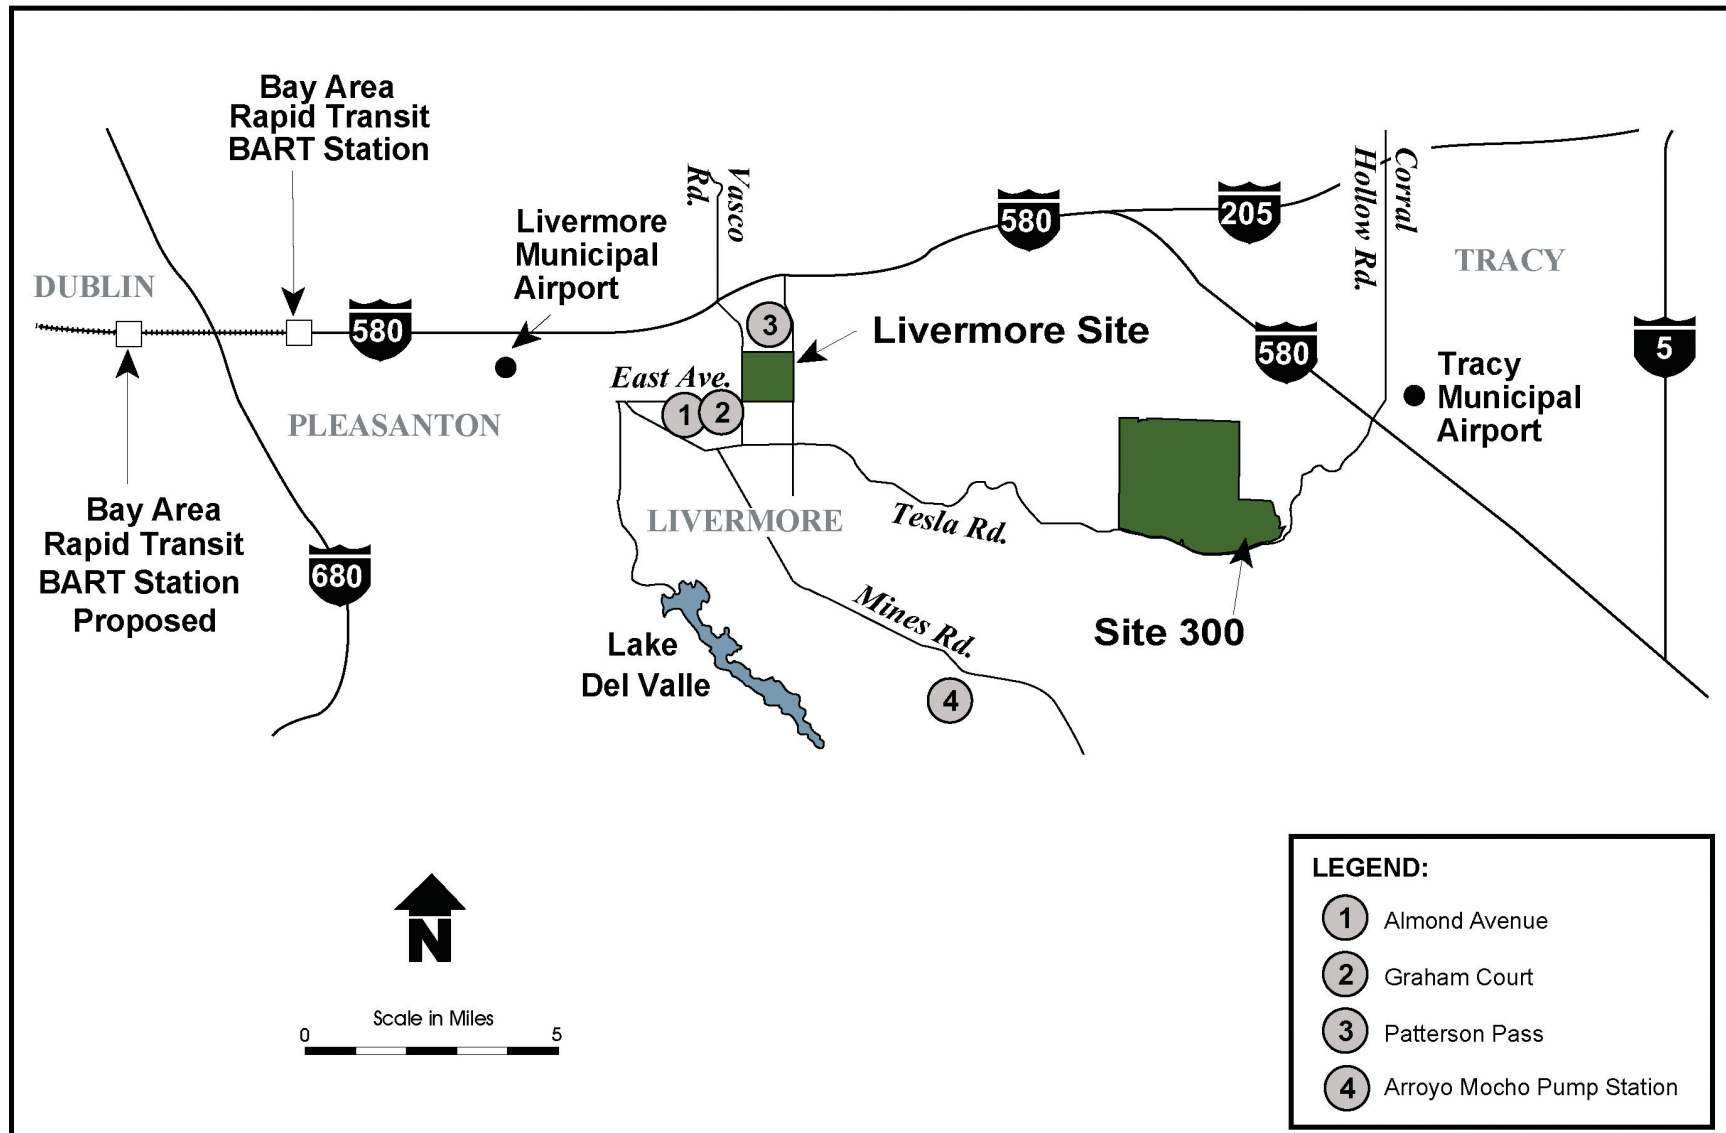 Bay Area
Rapid Transit
BART Station
Vasco
Rd.
Livermore
Municipal
Airport
580
205
Corral
Hollow Rd.
TRACY
DUBLIN
580
3
Livermore Site
580
5
East Ave.
1
2
Tracy
Municipal
Airport
PLEASANTON
Bay Area
Rapid Transit
BART Station
Proposed
680
LIVERMORE
Tesla Rd.
Mines Rd.
Site 300
Lake
Del Valle
4
N
Scale in Miles
0
5
LEGEND:
1 Almond Avenue
2 Graham Court
3 Patterson Pass
4 Arroyo Mocho Pump Station